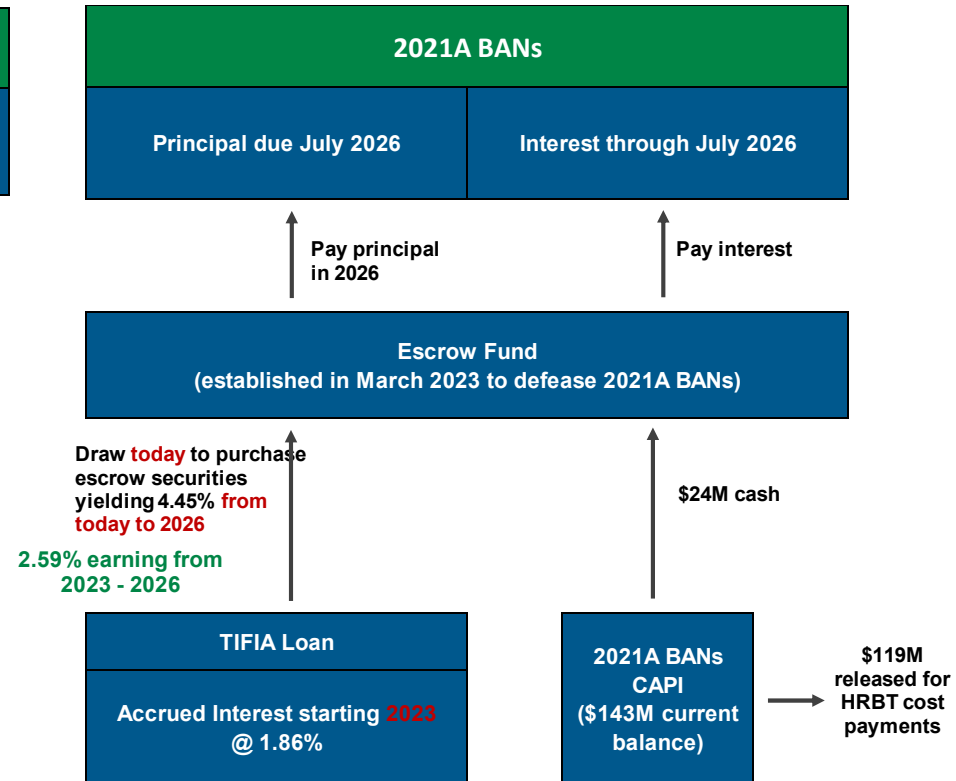 2021A BANs
Principal due July 2026
Interest through July 2026
Pay principal
in 2026
Pay interest
Escrow Fund
(established in March 2023 to defease 2021A BANs)
Draw today to purchase
escrow securities
yielding 4.45% from
today to 2026
2.59% earning from
2023 - 2026
$24M cash
TIFIA Loan
Accrued Interest starting 2023
@ 1.86%
2021A BANs
CAPI
($143M current
balance)
$119M
released for
HRBT cost
payments